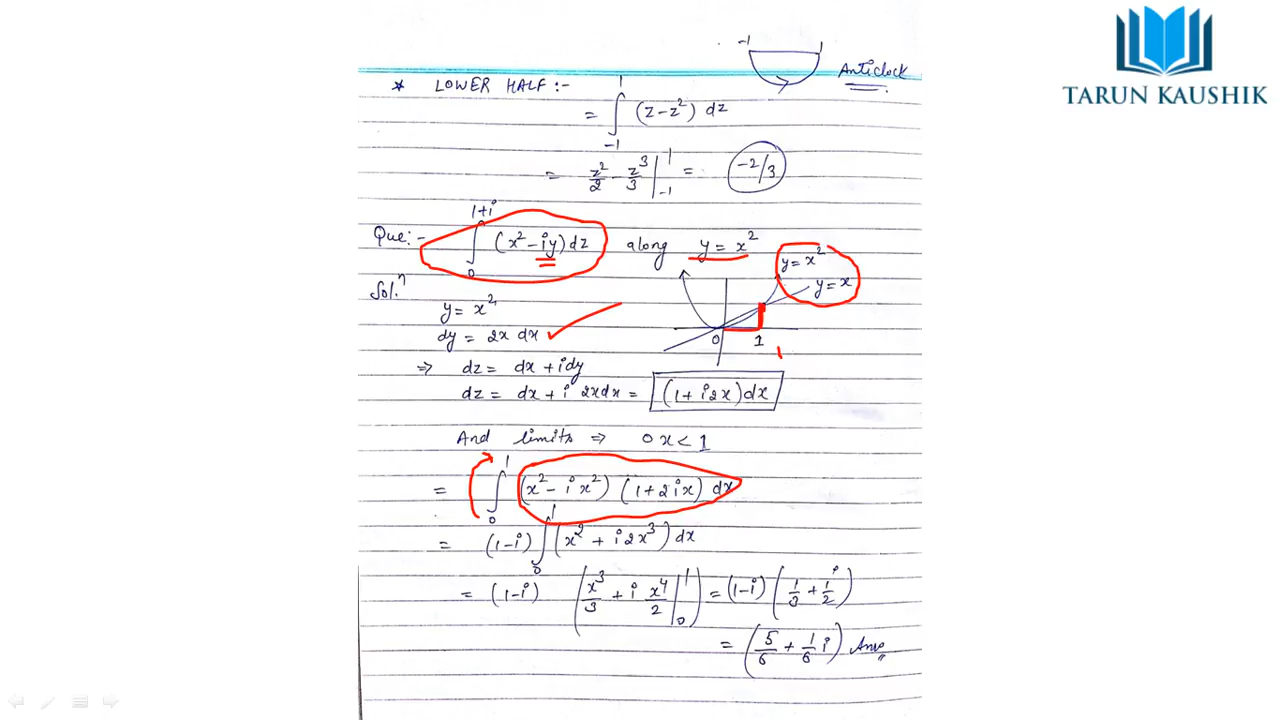 TARUN KAUSHIK
-1 1
Anticlock
* LOWER HALF :-
= ∫_{-1}^{1} (z - z²) dz
= z²/2 - z³/3 |_{-1}^{1} = -2/3
Que:- ∫_{0}^{1+i} (x² - iy) dz along y = x²
y = x²
y = x
Solⁿ
y = x²
dy = 2x dx
0 1
⇒ dz = dx + idy
dz = dx + i 2xdx = (1 + i2x) dx
And limits ⇒ 0 x < 1
= ∫_{0}^{1} (x² - ix²) (1 + 2ix) dx
= (1-i) ∫_{0}^{1} (x² + i2x³) dx
= (1-i) (x³/3 + i x⁴/2 |_{0}^{1}) = (1-i) (1/3 + 1/2 i)
= (5/6 + 1/6 i) Ans